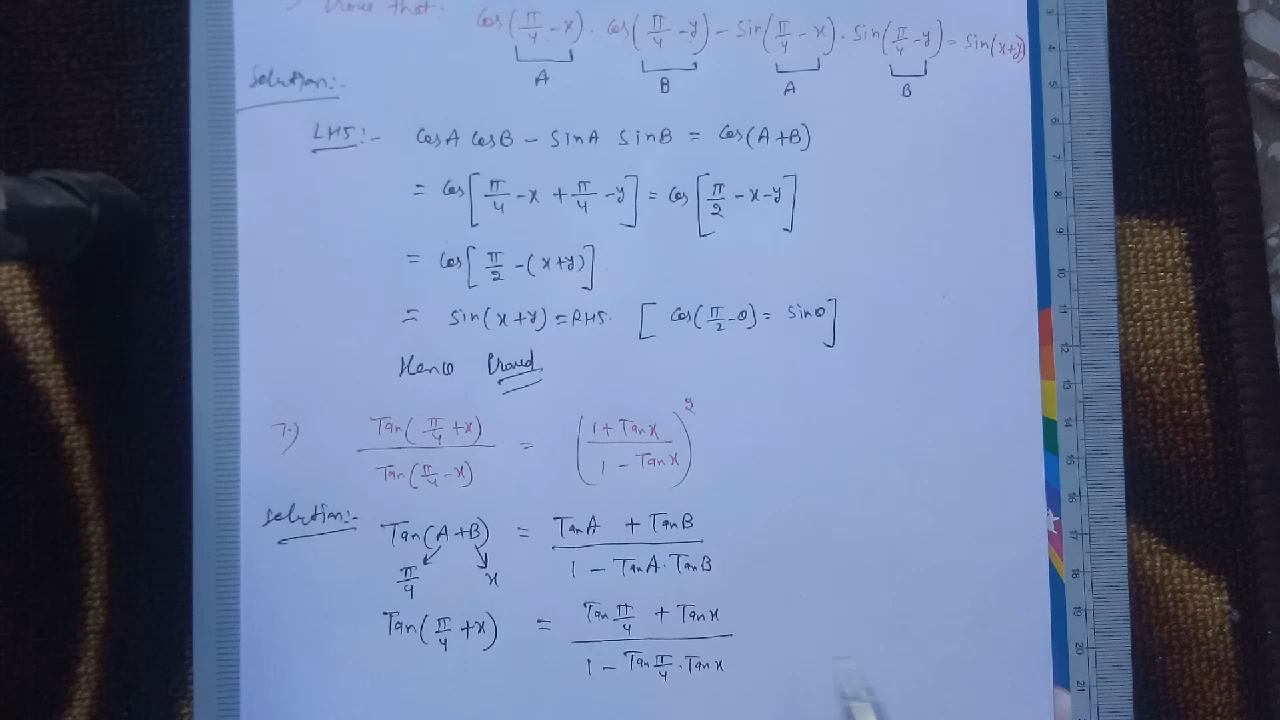 Prove that: Cos(π/4 - x) · Cos(π/4 - y) - Sin(π/4 - x) · Sin(π/4 - y) = Sin(x+y)
A B A B
Solution:-
LHS:- CosA CosB - SinA SinB = Cos(A+B)
= Cos[π/4 - x + π/4 - y] = Cos[π/2 - x - y]
= Cos[π/2 - (x+y)]
= Sin(x+y) = RHS. [Cos(π/2 - θ) = Sinθ]
Hence Proved.
7.) Tan(π/4 + x) / Tan(π/4 - x) = ((1 + Tanx) / (1 - Tanx))²
Solution:- Tan(A+B) = (TanA + TanB) / (1 - TanA·TanB)
π/4 x
Tan(π/4 + x) = (Tan π/4 + Tanx) / (1 - Tan π/4 · Tanx)